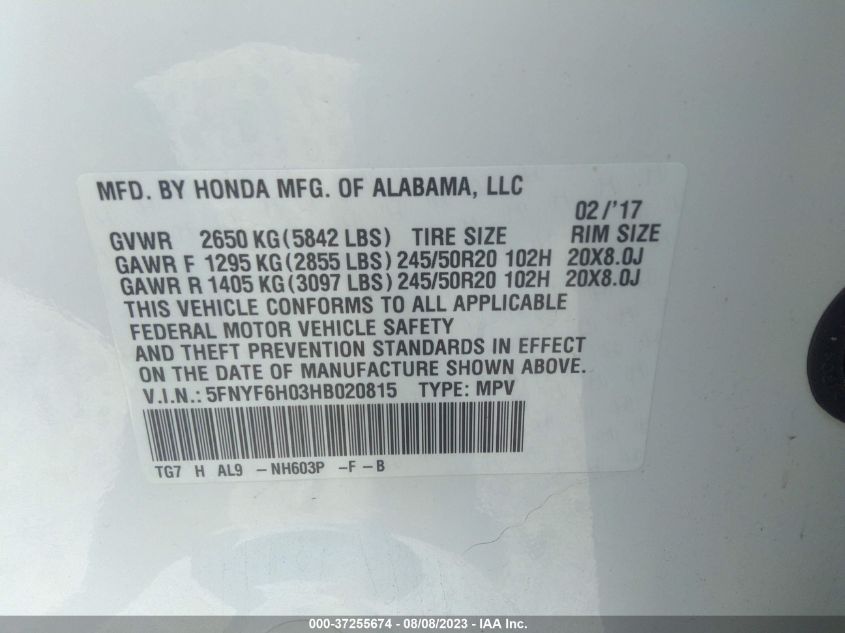 MFD. BY HONDA MFG. OF ALABAMA, LLC
02 /'17
GVWR 2650 KG (5842 LBS) TIRE SIZE RIM SIZE
GAWR F 1295 KG (2855 LBS) 245/50R20 102H 20X8.0J
GAWR R 1405 KG (3097 LBS) 245/50R20 102H 20X8.0J
THIS VEHICLE CONFORMS TO ALL APPLICABLE
FEDERAL MOTOR VEHICLE SAFETY
AND THEFT PREVENTION STANDARDS IN EFFECT
ON THE DATE OF MANUFACTURE SHOWN ABOVE.
V.I.N.: 5FNYF6H03HB020815 TYPE: MPV
TG7 H AL9 -NH603P -F-B
000-37255674 - 08/08/2023 - IAA Inc.